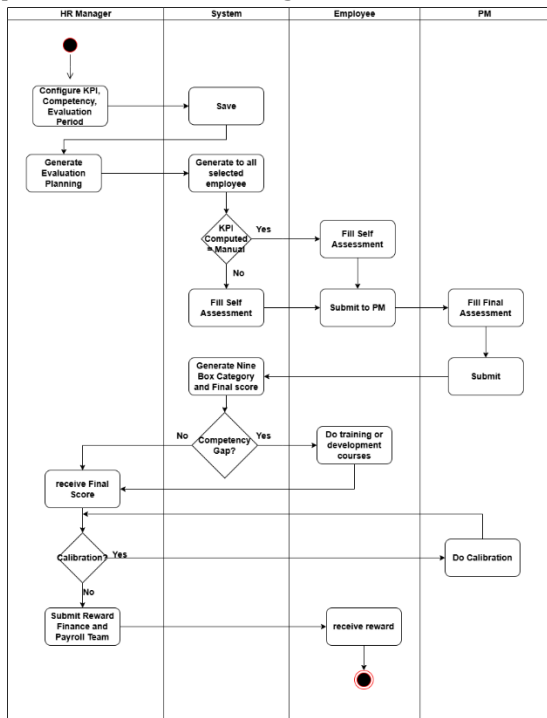 HR Manager
System
Employee
PM
Configure KPI,
Competency,
Evaluation
Period
Save
Generate
Evaluation
Planning
Generate to all
selected
employee
KPI
Computed
= Manual
Yes
No
Fill Self
Assessment
Fill Self
Assessment
Submit to PM
Fill Final
Assessment
Generate Nine
Box Category
and Final score
Submit
No
Competency
Gap?
Yes
Do training or
development
courses
receive Final
Score
Calibration?
Yes
Do Calibration
No
Submit Reward
Finance and
Payroll Team
receive reward